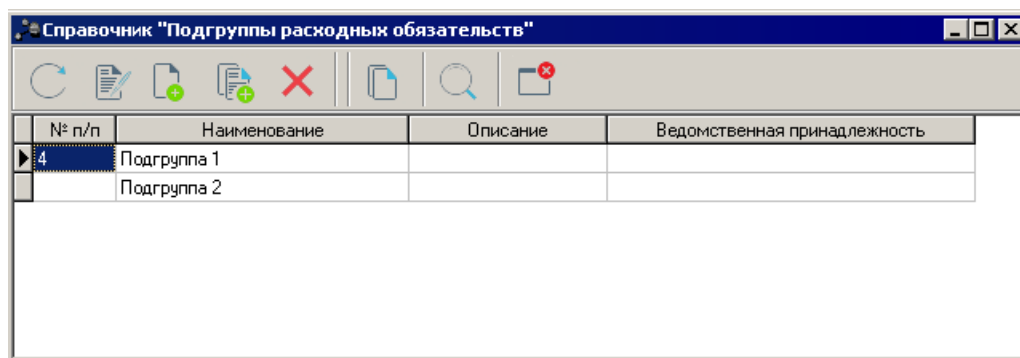 Справочник "Подгруппы расходных обязательств"
№ п/п Наименование Описание Ведомственная принадлежность
4 Подгруппа 1
Подгруппа 2